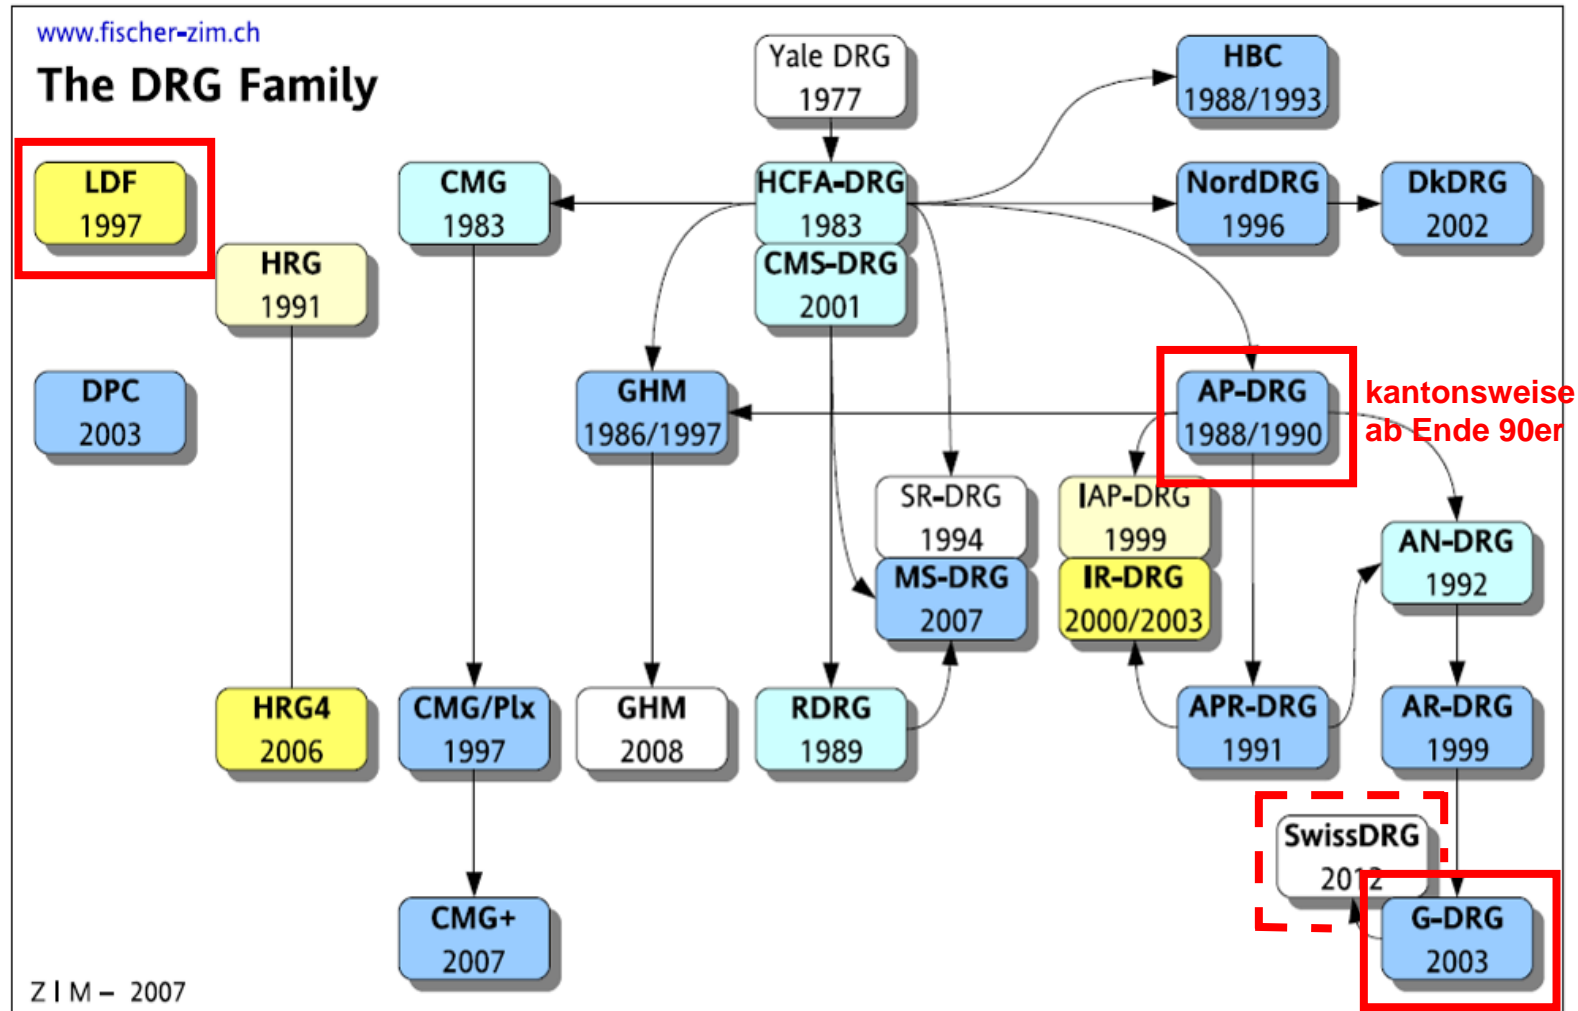 www.fischer-zim.ch
The DRG Family
Yale DRG
1977
HBC
1988/1993
LDF
1997
CMG
1983
HCFA-DRG
1983
NordDRG
1996
DkDRG
2002
HRG
1991
CMS-DRG
2001
DPC
2003
GHM
1986/1997
AP-DRG
1988/1990
kantonsweise
ab Ende 90er
SR-DRG
1994
IAP-DRG
1999
AN-DRG
1992
MS-DRG
2007
IR-DRG
2000/2003
HRG4
2006
CMG/Plx
1997
GHM
2008
RDRG
1989
APR-DRG
1991
AR-DRG
1999
SwissDRG
2012
CMG+
2007
G-DRG
2003
Z I M – 2007